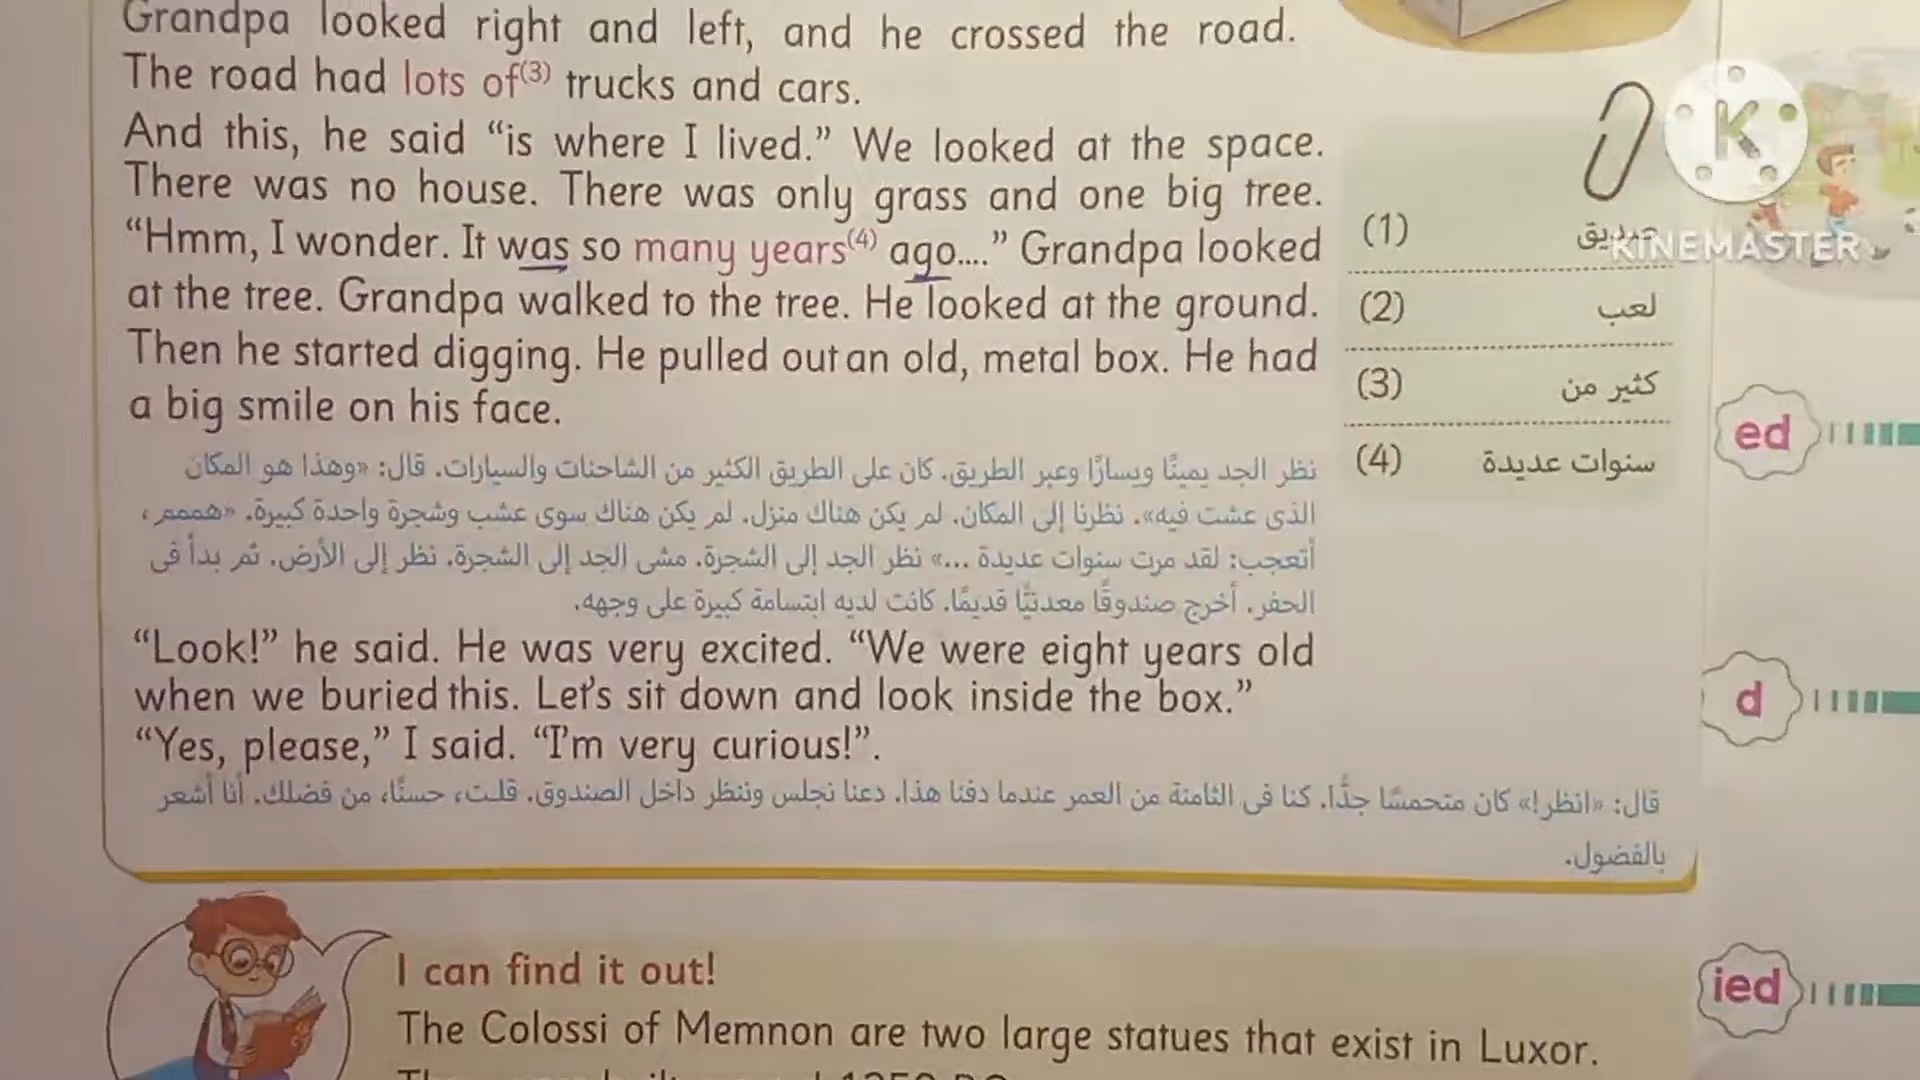 Grandpa looked right and left, and he crossed the road.
The road had lots of(3) trucks and cars.
And this, he said “is where I lived.” We looked at the space.
There was no house. There was only grass and one big tree.
“Hmm, I wonder. It was so many years(4) ago....” Grandpa looked
at the tree. Grandpa walked to the tree. He looked at the ground.
Then he started digging. He pulled out an old, metal box. He had
a big smile on his face.
نظر الجد يمينًا ويسارًا وعبر الطريق. كان على الطريق الكثير من الشاحنات والسيارات. قال: «وهذا هو المكان
الذى عشت فيه». نظرنا إلى المكان. لم يكن هناك منزل. لم يكن هناك سوى عشب وشجرة واحدة كبيرة. «هممم،
أتعجب: لقد مرت سنوات عديدة ...» نظر الجد إلى الشجرة. مشى الجد إلى الشجرة. نظر إلى الأرض. ثم بدأ فى
الحفر. أخرج صندوقًا معدنيًّا قديمًا. كانت لديه ابتسامة كبيرة على وجهه.
“Look!” he said. He was very excited. “We were eight years old
when we buried this. Let's sit down and look inside the box.”
“Yes, please,” I said. “I'm very curious!”.
قال: «انظر!» كان متحمسًا جدًّا. كنا فى الثامنة من العمر عندما دفنا هذا. دعنا نجلس وننظر داخل الصندوق. قلت، حسنًا، من فضلك. أنا أشعر
بالفضول.
(1) صديق
(2) لعب
(3) كثير من
(4) سنوات عديدة
K
KINEMASTER
ed
d
ied
I can find it out!
The Colossi of Memnon are two large statues that exist in Luxor.